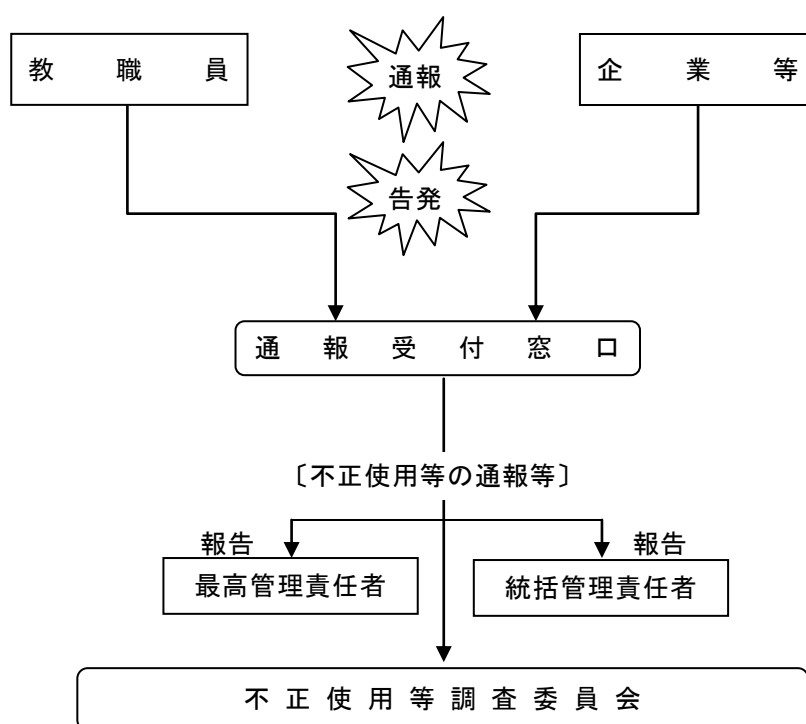 教職員
通報
企業等
告発
通報受付窓口
〔不正使用等の通報等〕
報告
報告
最高管理責任者
統括管理責任者
不正使用等調査委員会